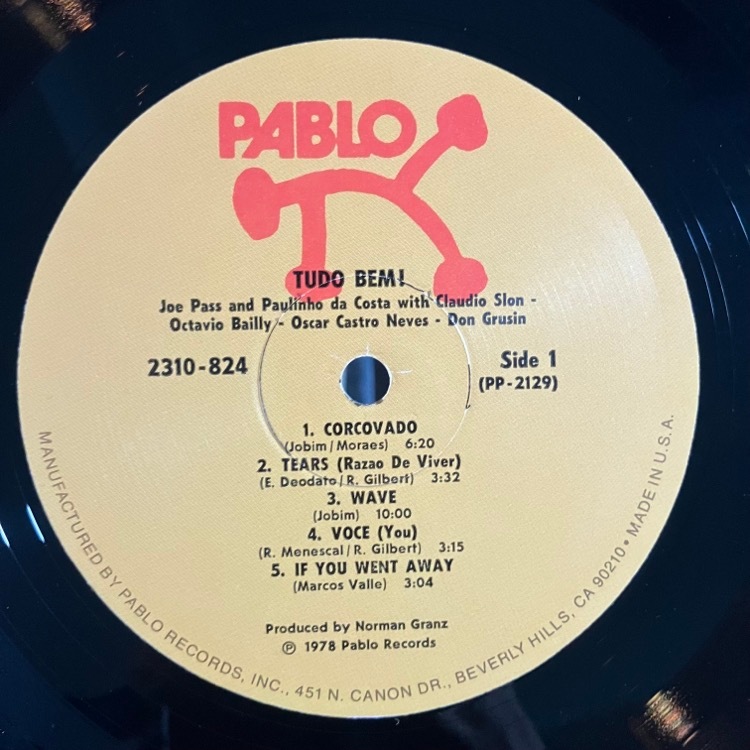 PABLO
TUDO BEM!
Joe Pass and Paulinho da Costa with Claudio Slon -
Octavio Bailly - Oscar Castro Neves - Don Grusin
2310-824
Side 1
(PP-2129)
1. CORCOVADO
(Jobim/Moraes) 6:20
2. TEARS (Razao De Viver)
(E. Deodato/R. Gilbert) 3:32
3. WAVE
(Jobim) 10:00
4. VOCE (You)
(R. Menescal/R. Gilbert) 3:15
5. IF YOU WENT AWAY
(Marcos Valle) 3:04
Produced by Norman Granz
℗ 1978 Pablo Records
MANUFACTURED BY PABLO RECORDS, INC., 451 N. CANON DR., BEVERLY HILLS, CA 90210 • MADE IN U.S.A.